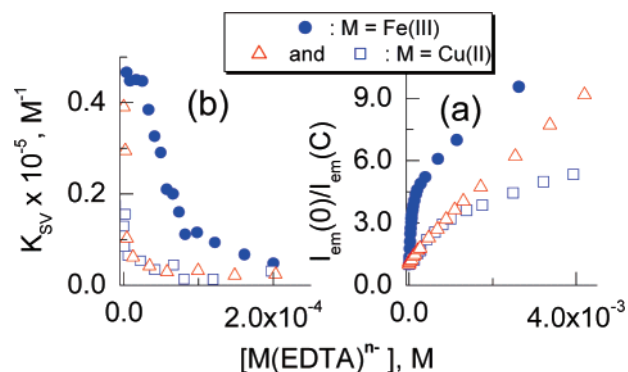 : M = Fe(III)
and : M = Cu(II)
K_SV x 10^-5, M^-1
0.4
0.2
0.0
(b)
0.0 2.0x10^-4
I_em(0)/I_em(C)
9.0
6.0
3.0
0.0
(a)
0 4.0x10^-3
[M(EDTA)^n- ], M